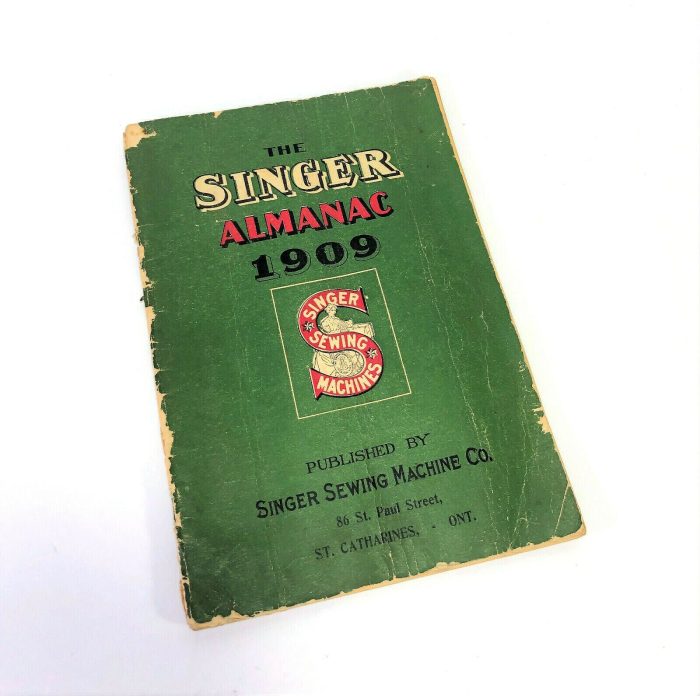 THE
SINGER
ALMANAC
1909
SINGER
SEWING
MACHINES
PUBLISHED BY
SINGER SEWING MACHINE CO.
86 St. Paul Street,
ST. CATHARINES, - ONT.